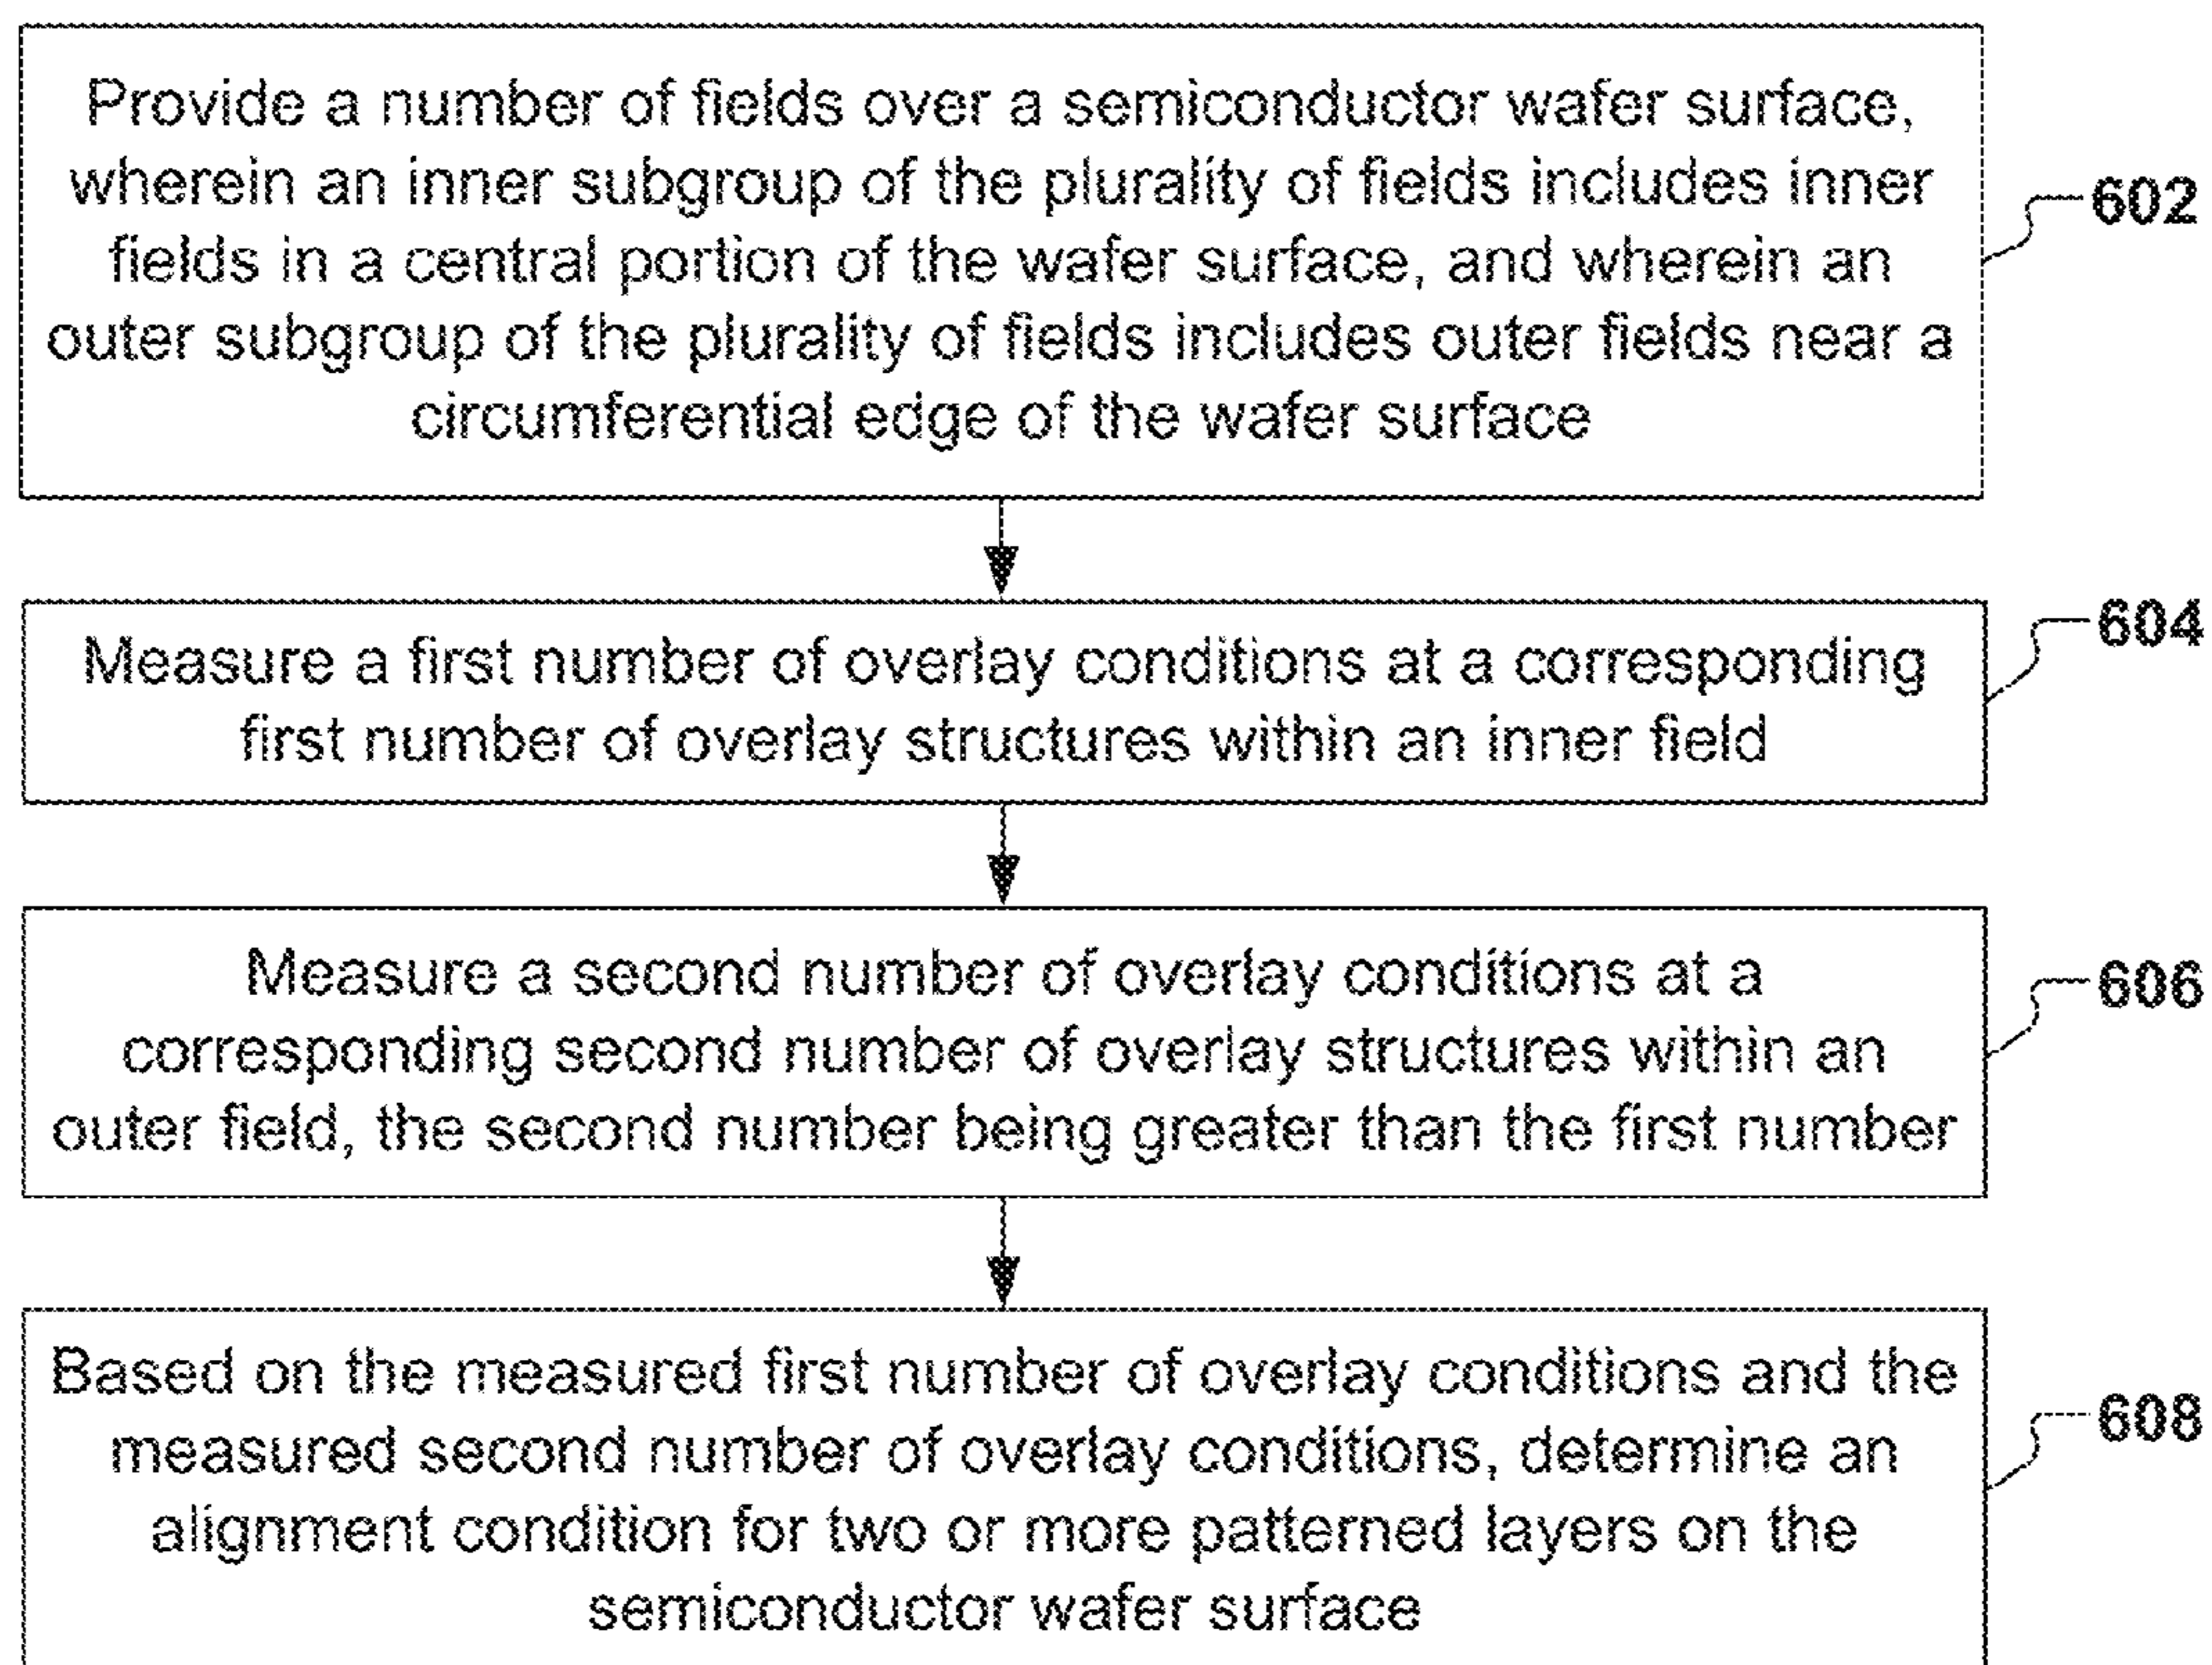 Provide a number of fields over a semiconductor wafer surface,
wherein an inner subgroup of the plurality of fields includes inner
fields in a central portion of the wafer surface, and wherein an
outer subgroup of the plurality of fields includes outer fields near a
circumferential edge of the wafer surface
602
Measure a first number of overlay conditions at a corresponding
first number of overlay structures within an inner field
604
Measure a second number of overlay conditions at a
corresponding second number of overlay structures within an
outer field, the second number being greater than the first number
606
Based on the measured first number of overlay conditions and the
measured second number of overlay conditions, determine an
alignment condition for two or more patterned layers on the
semiconductor wafer surface
608